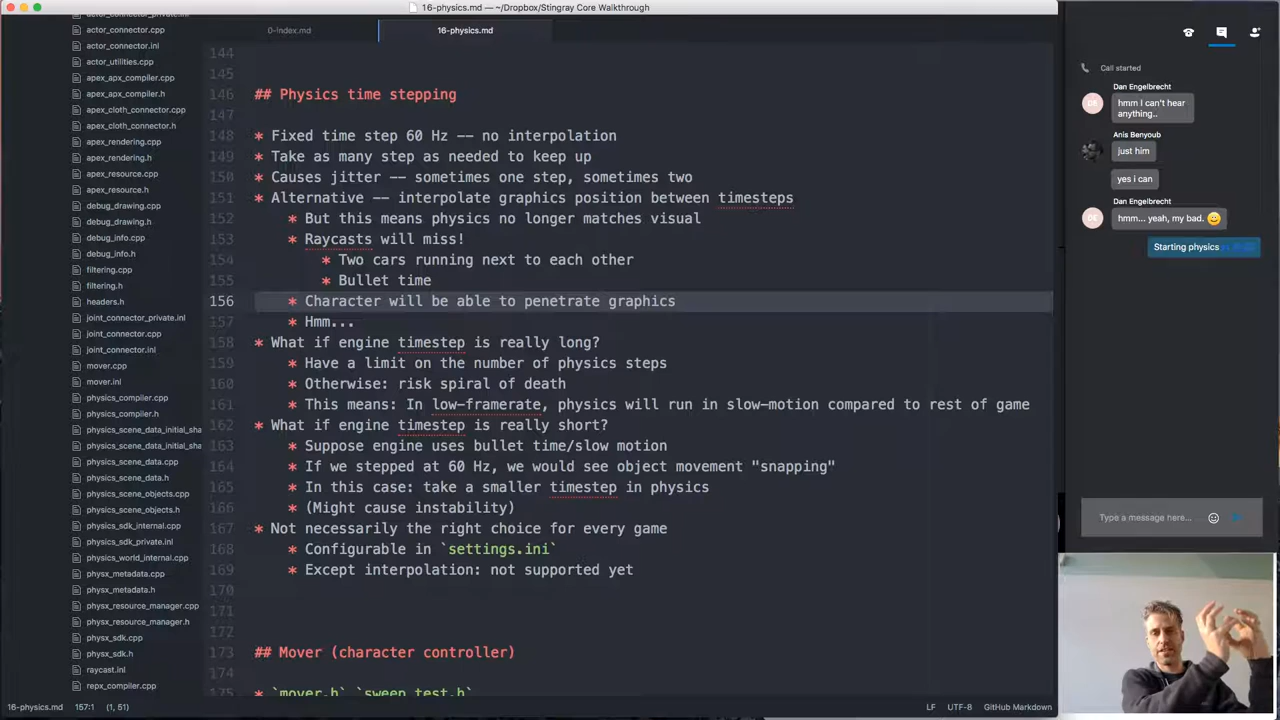 16-physics.md — ~/Dropbox/Stingray Core Walkthrough
actor_connector_private.inl
actor_connector.cpp
actor_connector.inl
actor_utilities.cpp
apex_apx_compiler.cpp
apex_apx_compiler.h
apex_cloth_connector.cpp
apex_cloth_connector.h
apex_rendering.cpp
apex_rendering.h
apex_resource.cpp
apex_resource.h
debug_drawing.cpp
debug_drawing.h
debug_info.cpp
debug_info.h
filtering.cpp
filtering.h
headers.h
joint_connector_private.inl
joint_connector.cpp
joint_connector.inl
mover.cpp
mover.inl
physics_compiler.cpp
physics_compiler.h
physics_scene_data_initial_sha
physics_scene_data_initial_sha
physics_scene_data.cpp
physics_scene_data.h
physics_scene_objects.cpp
physics_scene_objects.h
physics_sdk_internal.cpp
physics_sdk_private.inl
physics_world_internal.cpp
physx_metadata.cpp
physx_metadata.h
physx_resource_manager.cpp
physx_resource_manager.h
physx_sdk.cpp
physx_sdk.h
raycast.inl
repx_compiler.cpp
0-index.md
16-physics.md
144
145
146 ## Physics time stepping
147
148 * Fixed time step 60 Hz -- no interpolation
149 * Take as many step as needed to keep up
150 * Causes jitter -- sometimes one step, sometimes two
151 * Alternative -- interpolate graphics position between timesteps
152 * But this means physics no longer matches visual
153 * Raycasts will miss!
154 * Two cars running next to each other
155 * Bullet time
156 * Character will be able to penetrate graphics
157 * Hmm...
158 * What if engine timestep is really long?
159 * Have a limit on the number of physics steps
160 * Otherwise: risk spiral of death
161 * This means: In low-framerate, physics will run in slow-motion compared to rest of game
162 * What if engine timestep is really short?
163 * Suppose engine uses bullet time/slow motion
164 * If we stepped at 60 Hz, we would see object movement "snapping"
165 * In this case: take a smaller timestep in physics
166 * (Might cause instability)
167 * Not necessarily the right choice for every game
168 * Configurable in `settings.ini`
169 * Except interpolation: not supported yet
170
171
172
173 ## Mover (character controller)
174
175 * `mover.h` `sweep_test.h`
16-physics.md 157:1 (1, 51)
LF UTF-8 GitHub Markdown
Call started
Dan Engelbrecht
DE
hmm I can't hear
anything..
Anis Benyoub
just him
yes i can
Dan Engelbrecht
DE
hmm... yeah, my bad.
Starting physics
Type a message here...